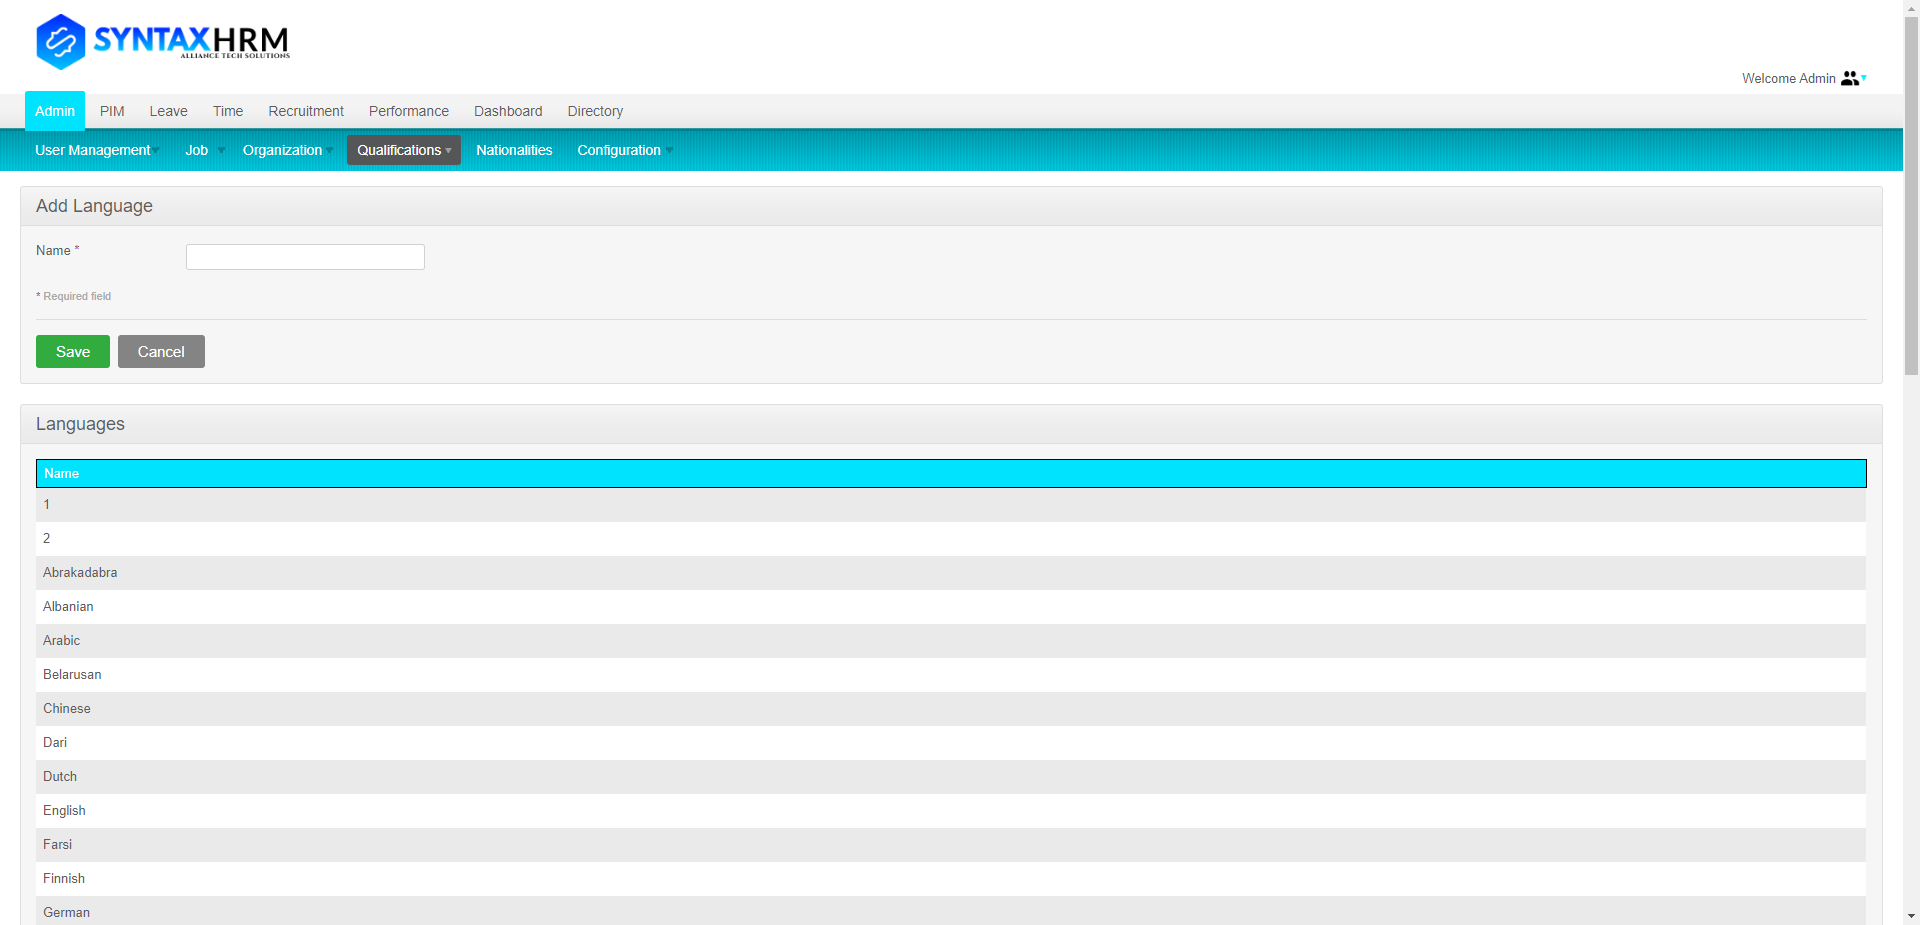 SYNTAXHRM
ALLIANCE TECH SOLUTIONS
Welcome Admin
Admin PIM Leave Time Recruitment Performance Dashboard Directory
User Management Job Organization Qualifications Nationalities Configuration
Add Language
Name *
* Required field
Save Cancel
Languages
Name
1
2
Abrakadabra
Albanian
Arabic
Belarusan
Chinese
Dari
Dutch
English
Farsi
Finnish
German